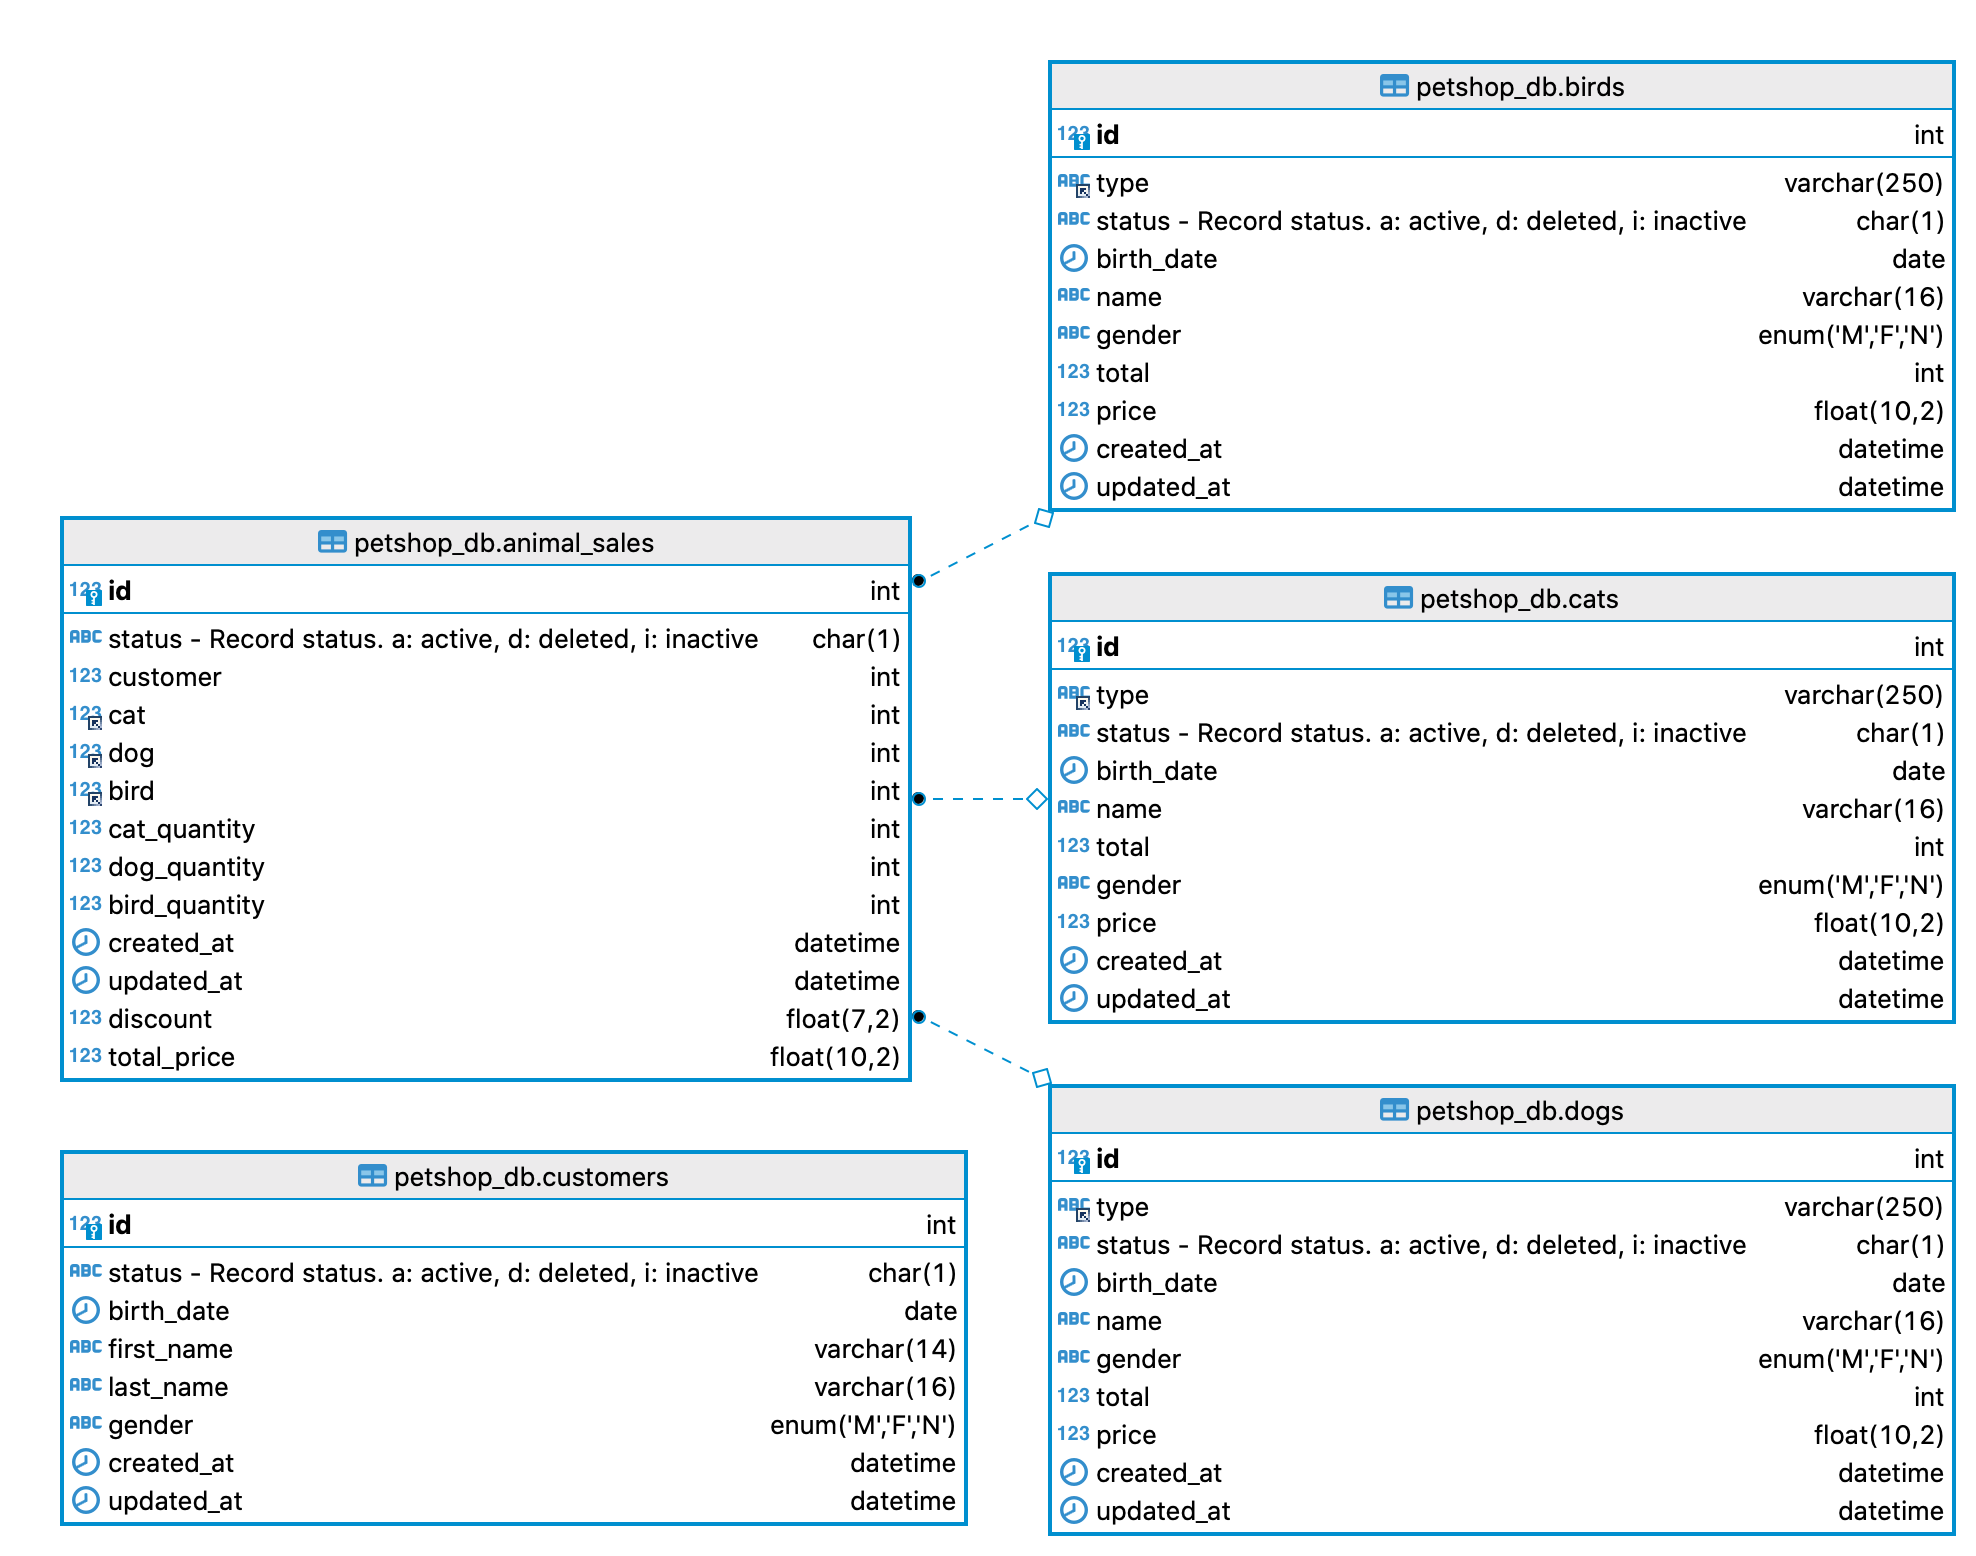 petshop_db.birds
123 id int
ABC type varchar(250)
ABC status - Record status. a: active, d: deleted, i: inactive char(1)
birth_date date
ABC name varchar(16)
ABC gender enum('M','F','N')
123 total int
123 price float(10,2)
created_at datetime
updated_at datetime
petshop_db.animal_sales
123 id int
ABC status - Record status. a: active, d: deleted, i: inactive char(1)
123 customer int
123 cat int
123 dog int
123 bird int
123 cat_quantity int
123 dog_quantity int
123 bird_quantity int
created_at datetime
updated_at datetime
123 discount float(7,2)
123 total_price float(10,2)
petshop_db.cats
123 id int
ABC type varchar(250)
ABC status - Record status. a: active, d: deleted, i: inactive char(1)
birth_date date
ABC name varchar(16)
123 total int
ABC gender enum('M','F','N')
123 price float(10,2)
created_at datetime
updated_at datetime
petshop_db.customers
123 id int
ABC status - Record status. a: active, d: deleted, i: inactive char(1)
birth_date date
ABC first_name varchar(14)
ABC last_name varchar(16)
ABC gender enum('M','F','N')
created_at datetime
updated_at datetime
petshop_db.dogs
123 id int
ABC type varchar(250)
ABC status - Record status. a: active, d: deleted, i: inactive char(1)
birth_date date
ABC name varchar(16)
ABC gender enum('M','F','N')
123 total int
123 price float(10,2)
created_at datetime
updated_at datetime